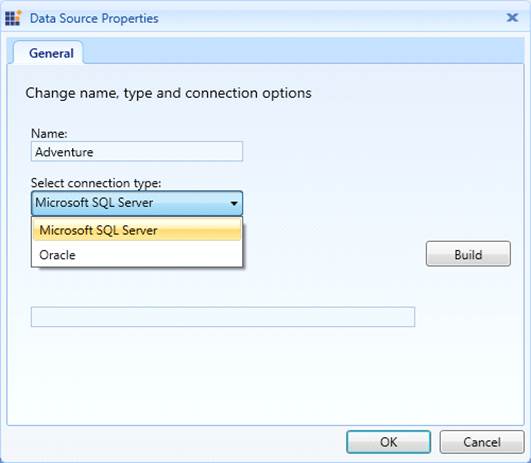 Data Source Properties
General
Change name, type and connection options
Name:
Adventure
Select connection type:
Microsoft SQL Server
Microsoft SQL Server
Oracle
Build
OK
Cancel